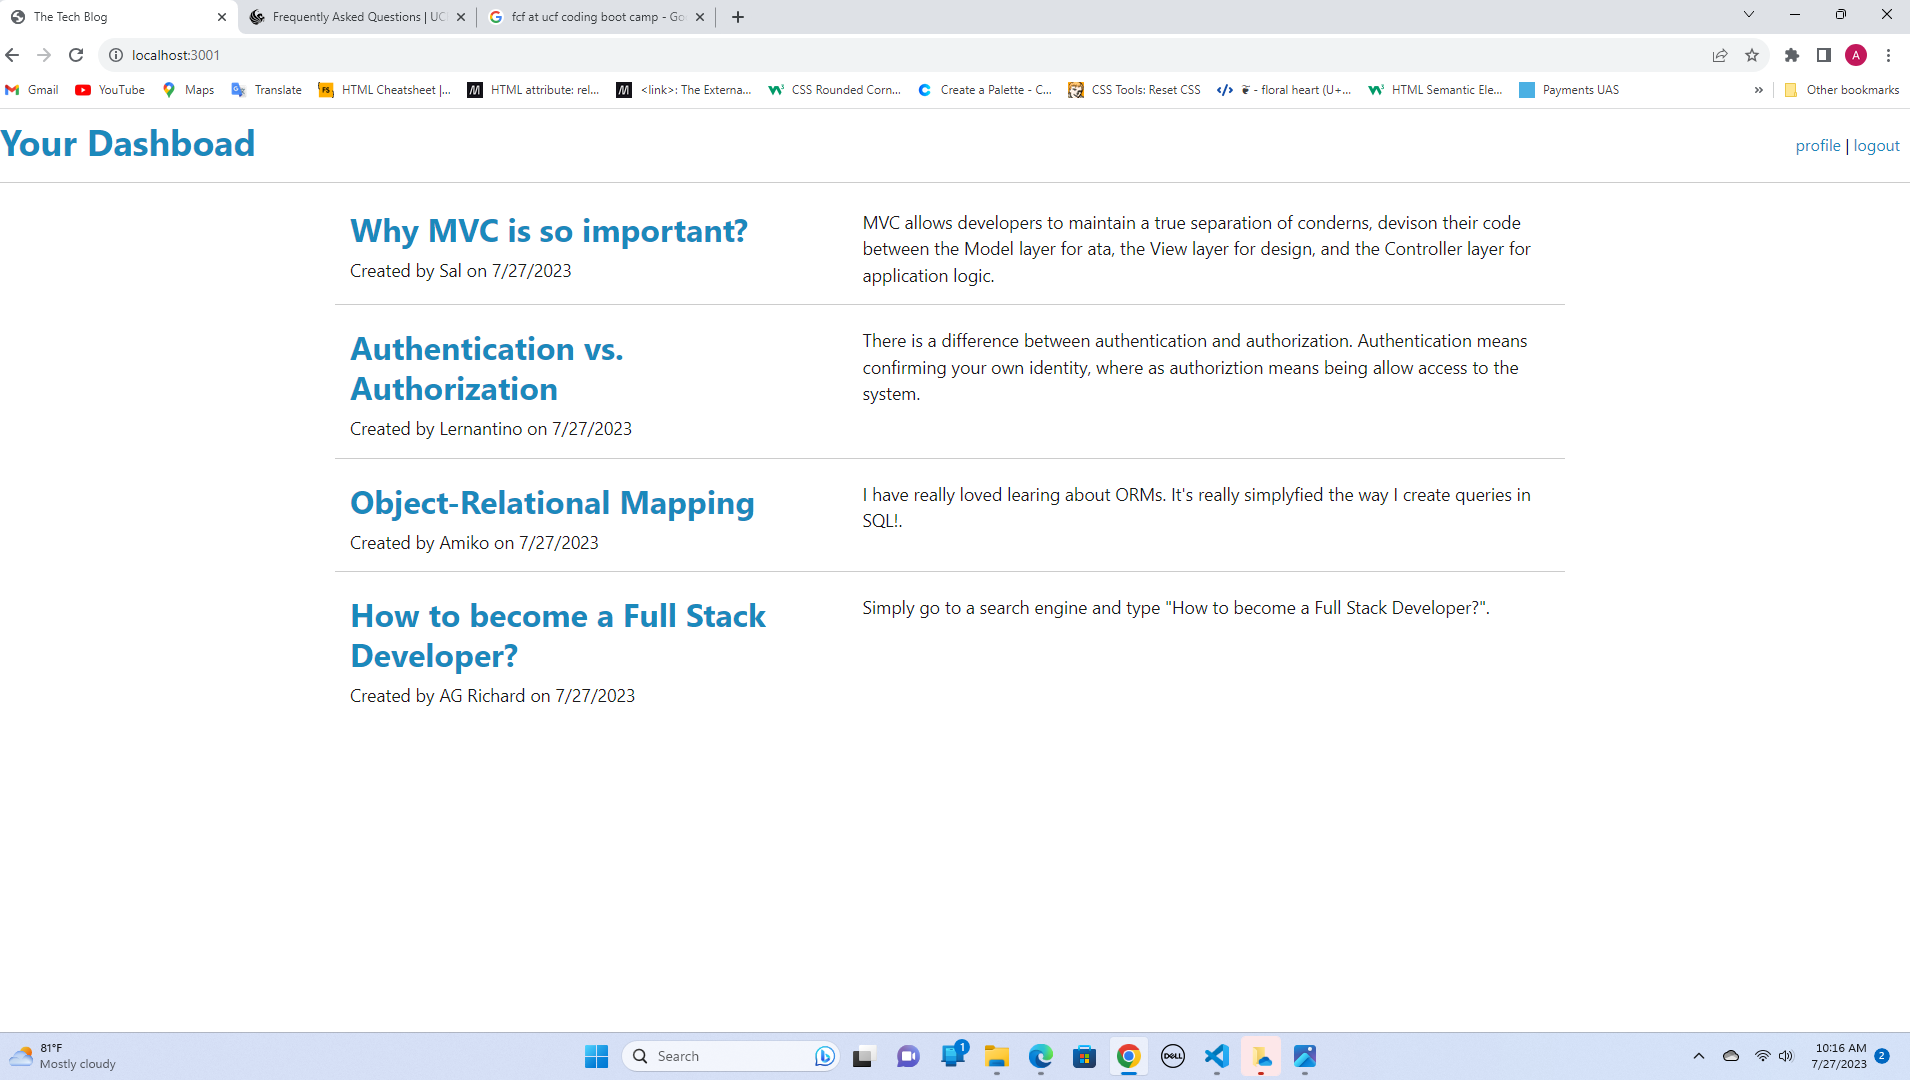 The Tech Blog
Frequently Asked Questions | UC
fcf at ucf coding boot camp - Go
localhost:3001
A
Gmail
YouTube
Maps
Translate
HTML Cheatsheet |...
HTML attribute: rel...
<link>: The Externa...
CSS Rounded Corn...
Create a Palette - C...
CSS Tools: Reset CSS
❦ - floral heart (U+...
HTML Semantic Ele...
Payments UAS
Other bookmarks
Your Dashboad
profile | logout
Why MVC is so important?
Created by Sal on 7/27/2023
MVC allows developers to maintain a true separation of conderns, devison their code
between the Model layer for ata, the View layer for design, and the Controller layer for
application logic.
Authentication vs.
Authorization
Created by Lernantino on 7/27/2023
There is a difference between authentication and authorization. Authentication means
confirming your own identity, where as authoriztion means being allow access to the
system.
Object-Relational Mapping
Created by Amiko on 7/27/2023
I have really loved learing about ORMs. It's really simplyfied the way I create queries in
SQL!.
How to become a Full Stack
Developer?
Created by AG Richard on 7/27/2023
Simply go to a search engine and type "How to become a Full Stack Developer?".
81°F
Mostly cloudy
Search
1
DELL
10:16 AM
7/27/2023
2